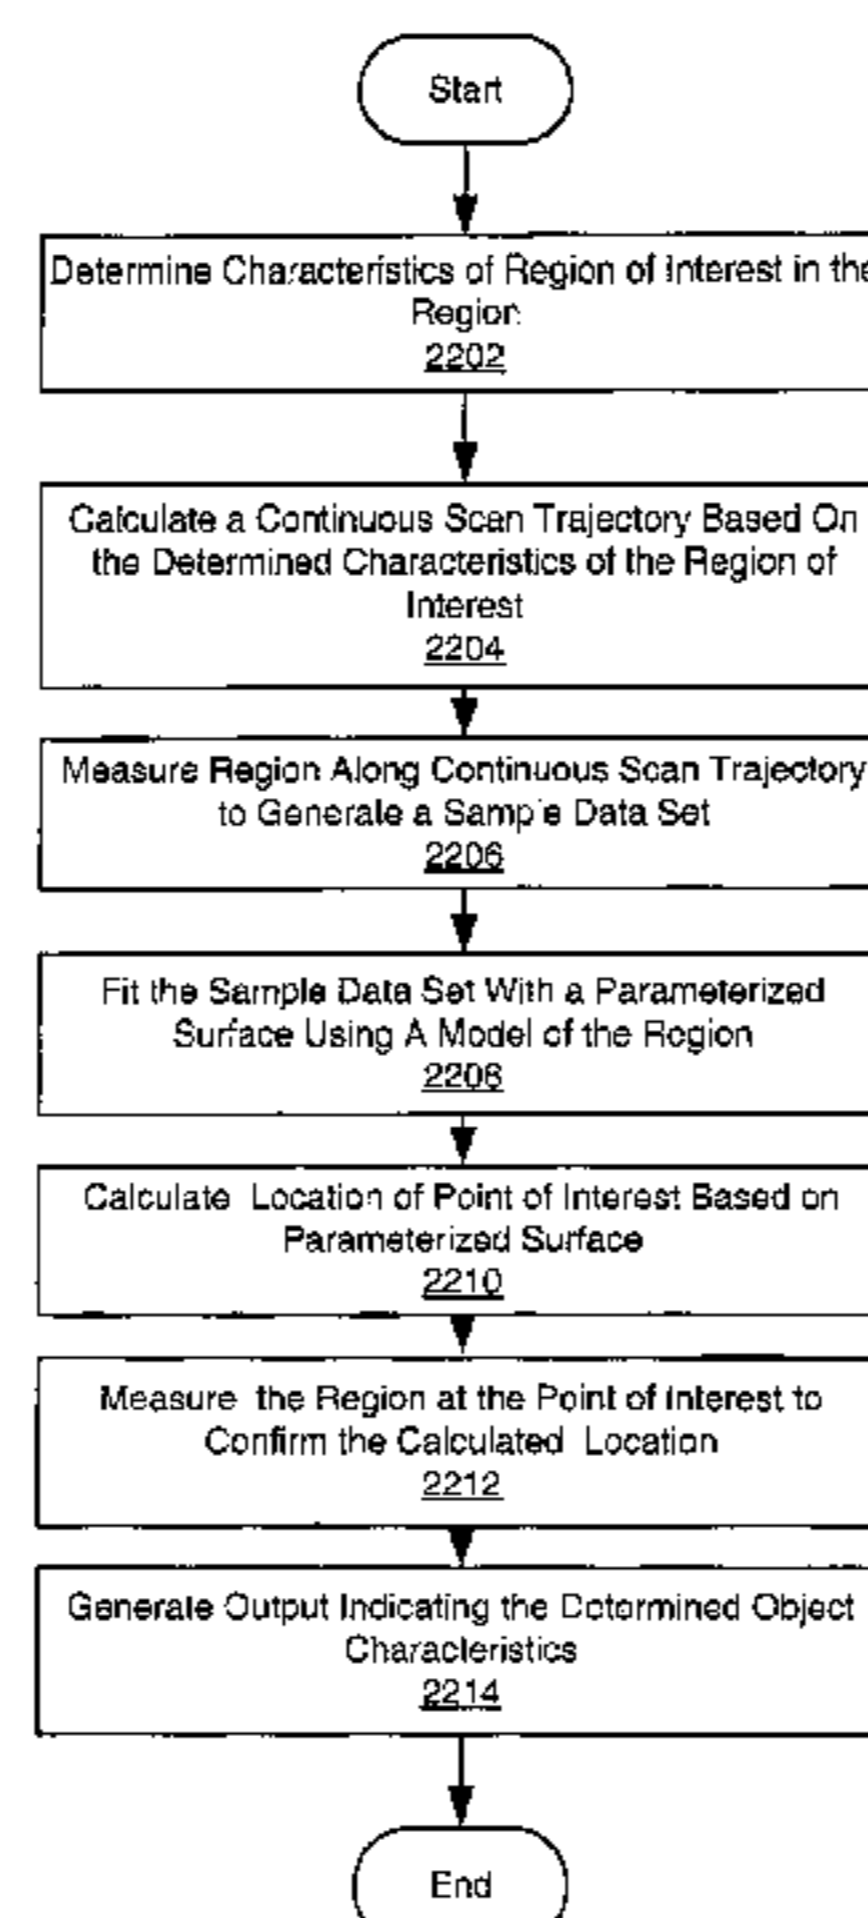 Start
Determine Characteristics of Region of Interest in the
Region
2202
Calculate a Continuous Scan Trajectory Based On
the Determined Characteristics of the Region of
Interest
2204
Measure Region Along Continuous Scan Trajectory
to Generate a Sample Data Set
2206
Fit the Sample Data Set With a Parameterized
Surface Using A Model of the Region
2208
Calculate Location of Point of Interest Based on
Parameterized Surface
2210
Measure the Region at the Point of Interest to
Confirm the Calculated Location
2212
Generate Output Indicating the Determined Object
Characteristics
2214
End